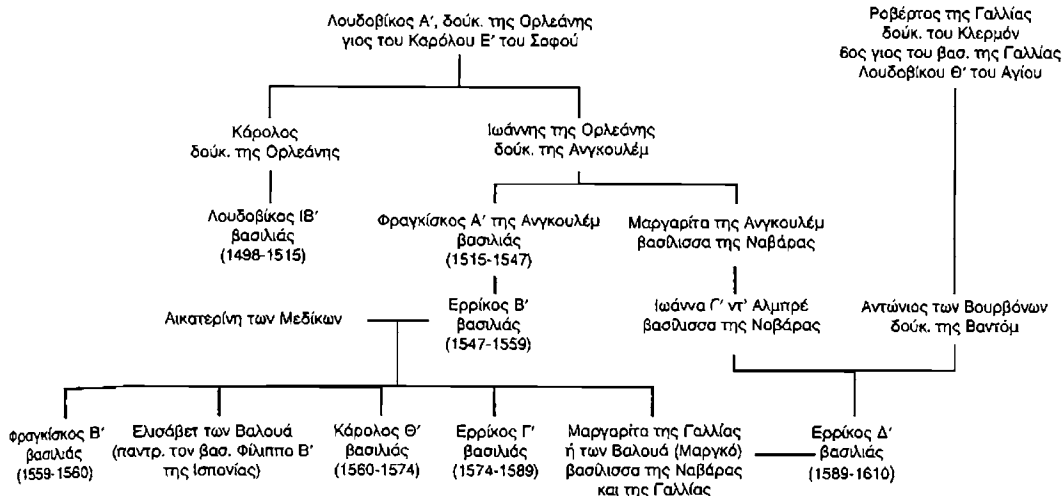 Λουδοβίκος Α', δούκ. της Ορλεάνης
γιος του Καρόλου Ε' του Σοφού
Ροβέρτος της Γαλλίας
δούκ. του Κλερμόν
6ος γιος του βασ. της Γαλλίας
Λουδοβίκου Θ' του Αγίου
Κάρολος
δούκ. της Ορλεάνης
Ιωάννης της Ορλεάνης
δούκ. της Ανγκουλέμ
Λουδοβίκος ΙΒ'
βασιλιάς
(1498-1515)
Φραγκίσκος Α' της Ανγκουλέμ
βασιλιάς
(1515-1547)
Μαργαρίτα της Ανγκουλέμ
βασίλισσα της Ναβάρας
Αικατερίνη των Μεδίκων
Ερρίκος Β'
βασιλιάς
(1547-1559)
Ιωάννα Γ' ντ' Αλμπρέ
βασίλισσα της Ναβάρας
Αντώνιος των Βουρβόνων
δούκ. της Βαντόμ
Φραγκίσκος Β'
βασιλιάς
(1559-1560)
Ελισάβετ των Βαλουά
(παντρ. τον βασ. Φίλιππο Β'
της Ισπονίας)
Κάρολος Θ'
βασιλιάς
(1560-1574)
Ερρίκος Γ'
βασιλιάς
(1574-1589)
Μαργαρίτα της Γαλλίας
ή των Βαλουά (Μαργκό)
βασίλισσα της Ναβάρας
και της Γαλλίας
Ερρίκος Δ'
βασιλιάς
(1589-1610)